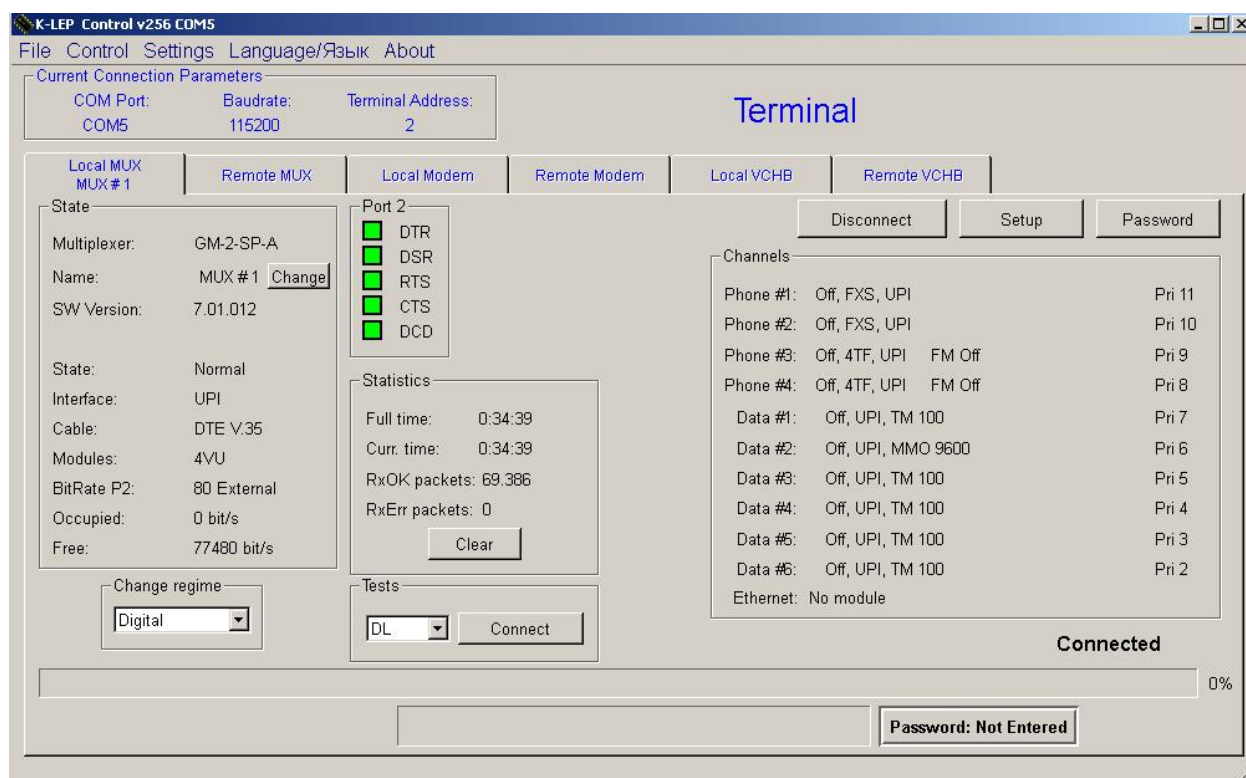 K-LEP Control v256 COM5
File Control Settings Language/Язык About
Current Connection Parameters
COM Port: Baudrate: Terminal Address:
COM5 115200 2
Terminal
Local MUX
MUX # 1
Remote MUX
Local Modem
Remote Modem
Local VCHB
Remote VCHB
State
Multiplexer: GM-2-SP-A
Name: MUX # 1 Change
SW Version: 7.01.012
State: Normal
Interface: UPI
Cable: DTE V.35
Modules: 4VU
BitRate P2: 80 External
Occupied: 0 bit/s
Free: 77480 bit/s
Change regime
Digital
Port 2
DTR
DSR
RTS
CTS
DCD
Statistics
Full time: 0:34:39
Curr. time: 0:34:39
RxOK packets: 69.386
RxErr packets: 0
Clear
Tests
DL Connect
Disconnect Setup Password
Channels
Phone #1: Off, FXS, UPI Pri 11
Phone #2: Off, FXS, UPI Pri 10
Phone #3: Off, 4TF, UPI FM Off Pri 9
Phone #4: Off, 4TF, UPI FM Off Pri 8
Data #1: Off, UPI, TM 100 Pri 7
Data #2: Off, UPI, MMO 9600 Pri 6
Data #3: Off, UPI, TM 100 Pri 5
Data #4: Off, UPI, TM 100 Pri 4
Data #5: Off, UPI, TM 100 Pri 3
Data #6: Off, UPI, TM 100 Pri 2
Ethernet: No module
Connected
0%
Password: Not Entered